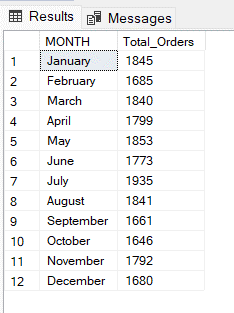 Results Messages
MONTH Total_Orders
1 January 1845
2 February 1685
3 March 1840
4 April 1799
5 May 1853
6 June 1773
7 July 1935
8 August 1841
9 September 1661
10 October 1646
11 November 1792
12 December 1680